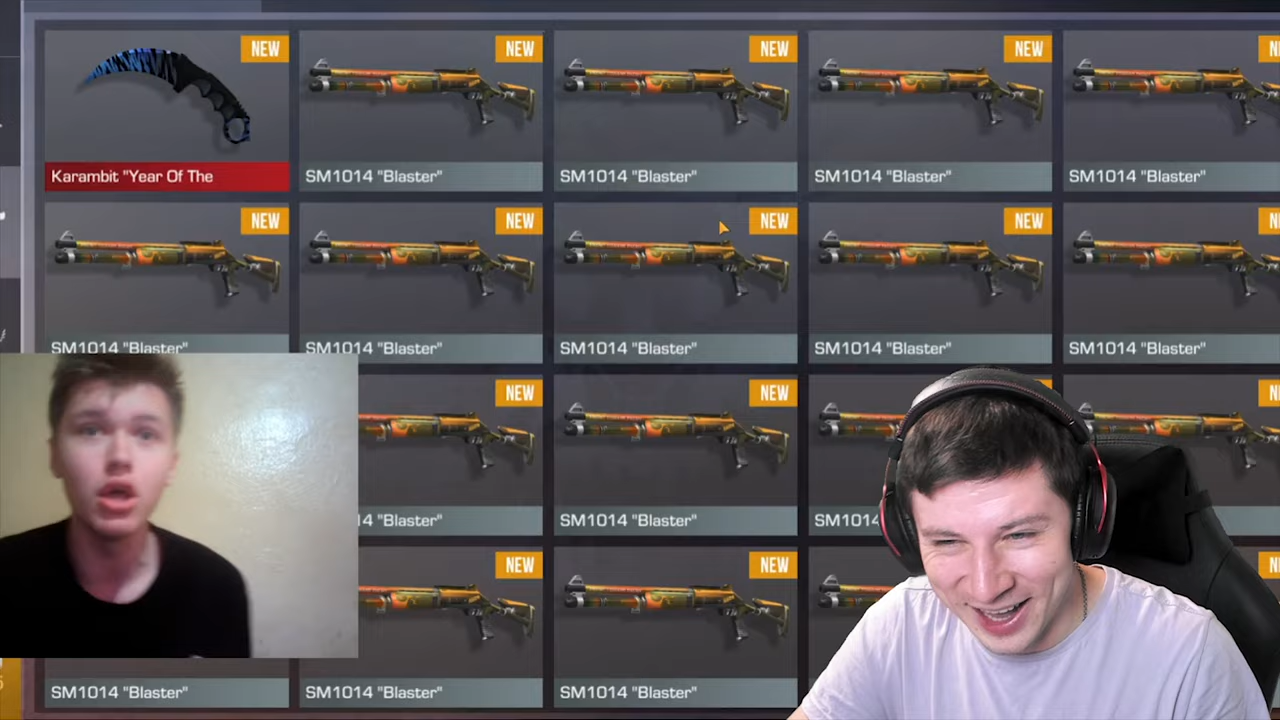 NEW NEW NEW NEW
Karambit "Year Of The SM1014 "Blaster" SM1014 "Blaster" SM1014 "Blaster" SM1014 "Blaster"
NEW NEW NEW NEW
SM1014 "Blaster" SM1014 "Blaster" SM1014 "Blaster" SM1014 "Blaster" SM1014 "Blaster"
NEW NEW
"Blaster" SM1014 "Blaster"
NEW NEW
SM1014 "Blaster" SM1014 "Blaster" SM1014 "Blaster"